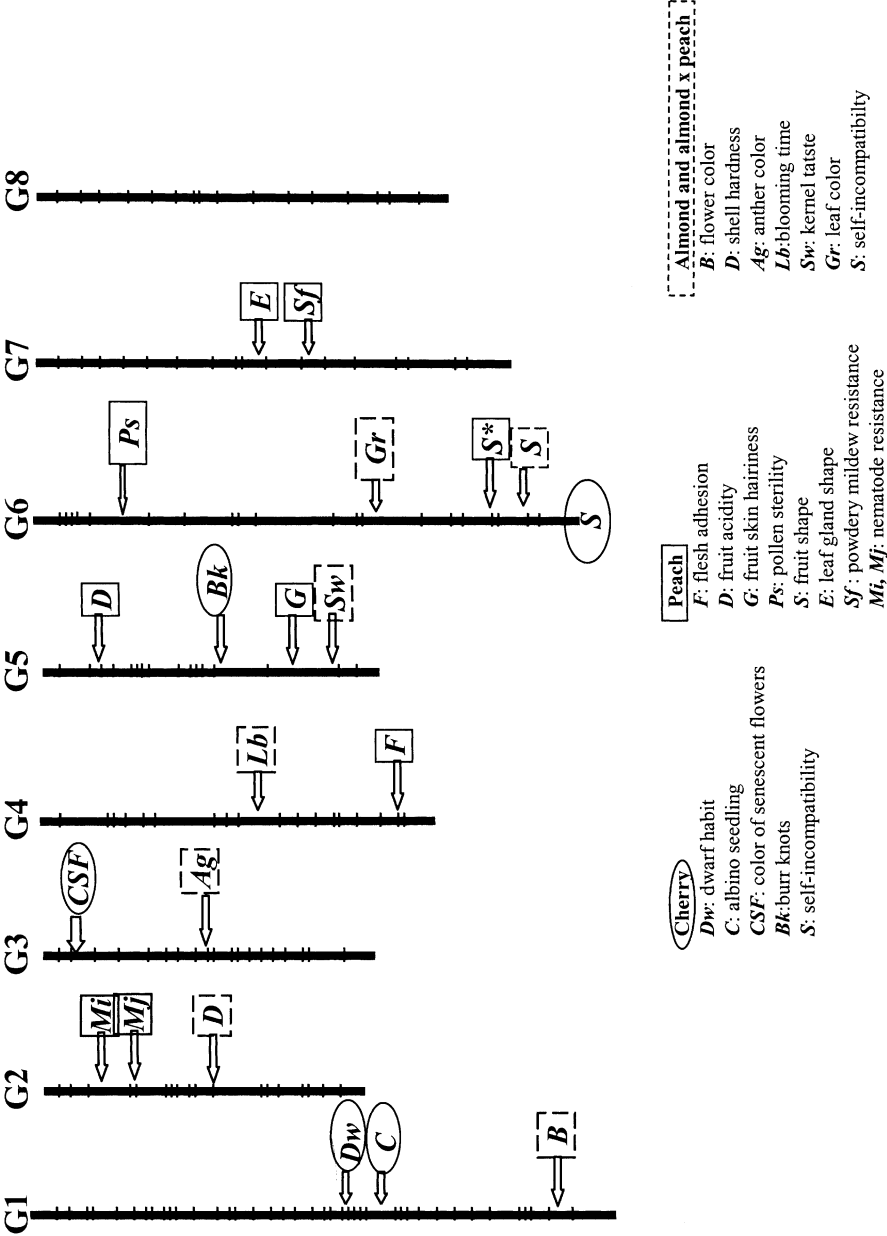 G1
G2
G3
G4
G5
G6
G7
G8
Dw
C
B
Mi
Mj
D
CSF
Ag
Lb
F
D
Bk
G
Sw
Ps
Gr
S*
S
S
E
Sf
Cherry
Dw: dwarf habit
C: albino seedling
CSF: color of senescent flowers
Bk:burr knots
S: self-incompatibility
Peach
F: flesh adhesion
D: fruit acidity
G: fruit skin hairiness
Ps: pollen sterility
S: fruit shape
E: leaf gland shape
Sf : powdery mildew resistance
Mi, Mj: nematode resistance
Almond and almond x peach
B: flower color
D: shell hardness
Ag: anther color
Lb:blooming time
Sw: kernel tatste
Gr: leaf color
S: self-incompatibilty